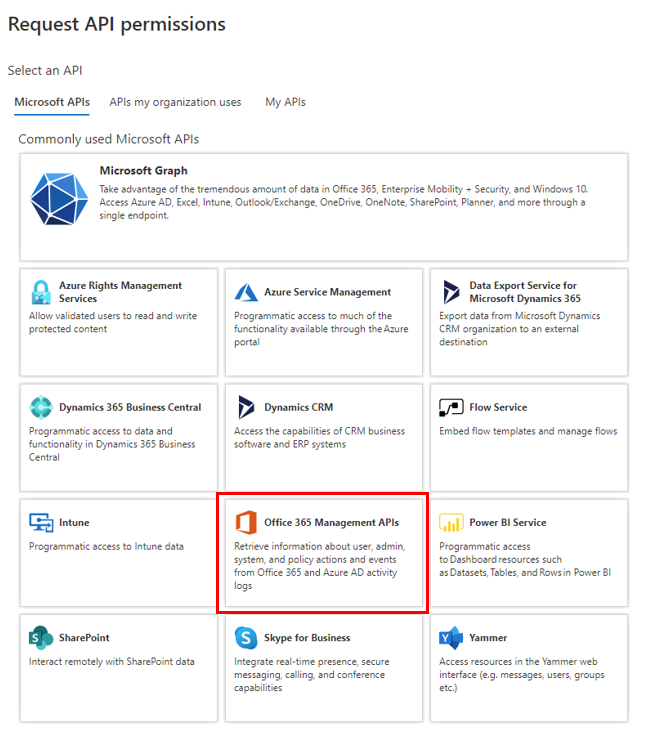 Request API permissions
Select an API
Microsoft APIs APIs my organization uses My APIs
Commonly used Microsoft APIs
Microsoft Graph
Take advantage of the tremendous amount of data in Office 365, Enterprise Mobility + Security, and Windows 10.
Access Azure AD, Excel, Intune, Outlook/Exchange, OneDrive, OneNote, SharePoint, Planner, and more through a
single endpoint.
Azure Rights Management
Services
Allow validated users to read and write
protected content
Azure Service Management
Programmatic access to much of the
functionality available through the Azure
portal
Data Export Service for
Microsoft Dynamics 365
Export data from Microsoft Dynamics
CRM organization to an external
destination
Dynamics 365 Business Central
Programmatic access to data and
functionality in Dynamics 365 Business
Central
Dynamics CRM
Access the capabilities of CRM business
software and ERP systems
Flow Service
Embed flow templates and manage flows
Intune
Programmatic access to Intune data
Office 365 Management APIs
Retrieve information about user, admin,
system, and policy actions and events
from Office 365 and Azure AD activity
logs
Power BI Service
Programmatic access
to Dashboard resources such
as Datasets, Tables, and Rows in Power BI
SharePoint
Interact remotely with SharePoint data
Skype for Business
Integrate real-time presence, secure
messaging, calling, and conference
capabilities
Yammer
Access resources in the Yammer web
interface (e.g. messages, users, groups
etc.)